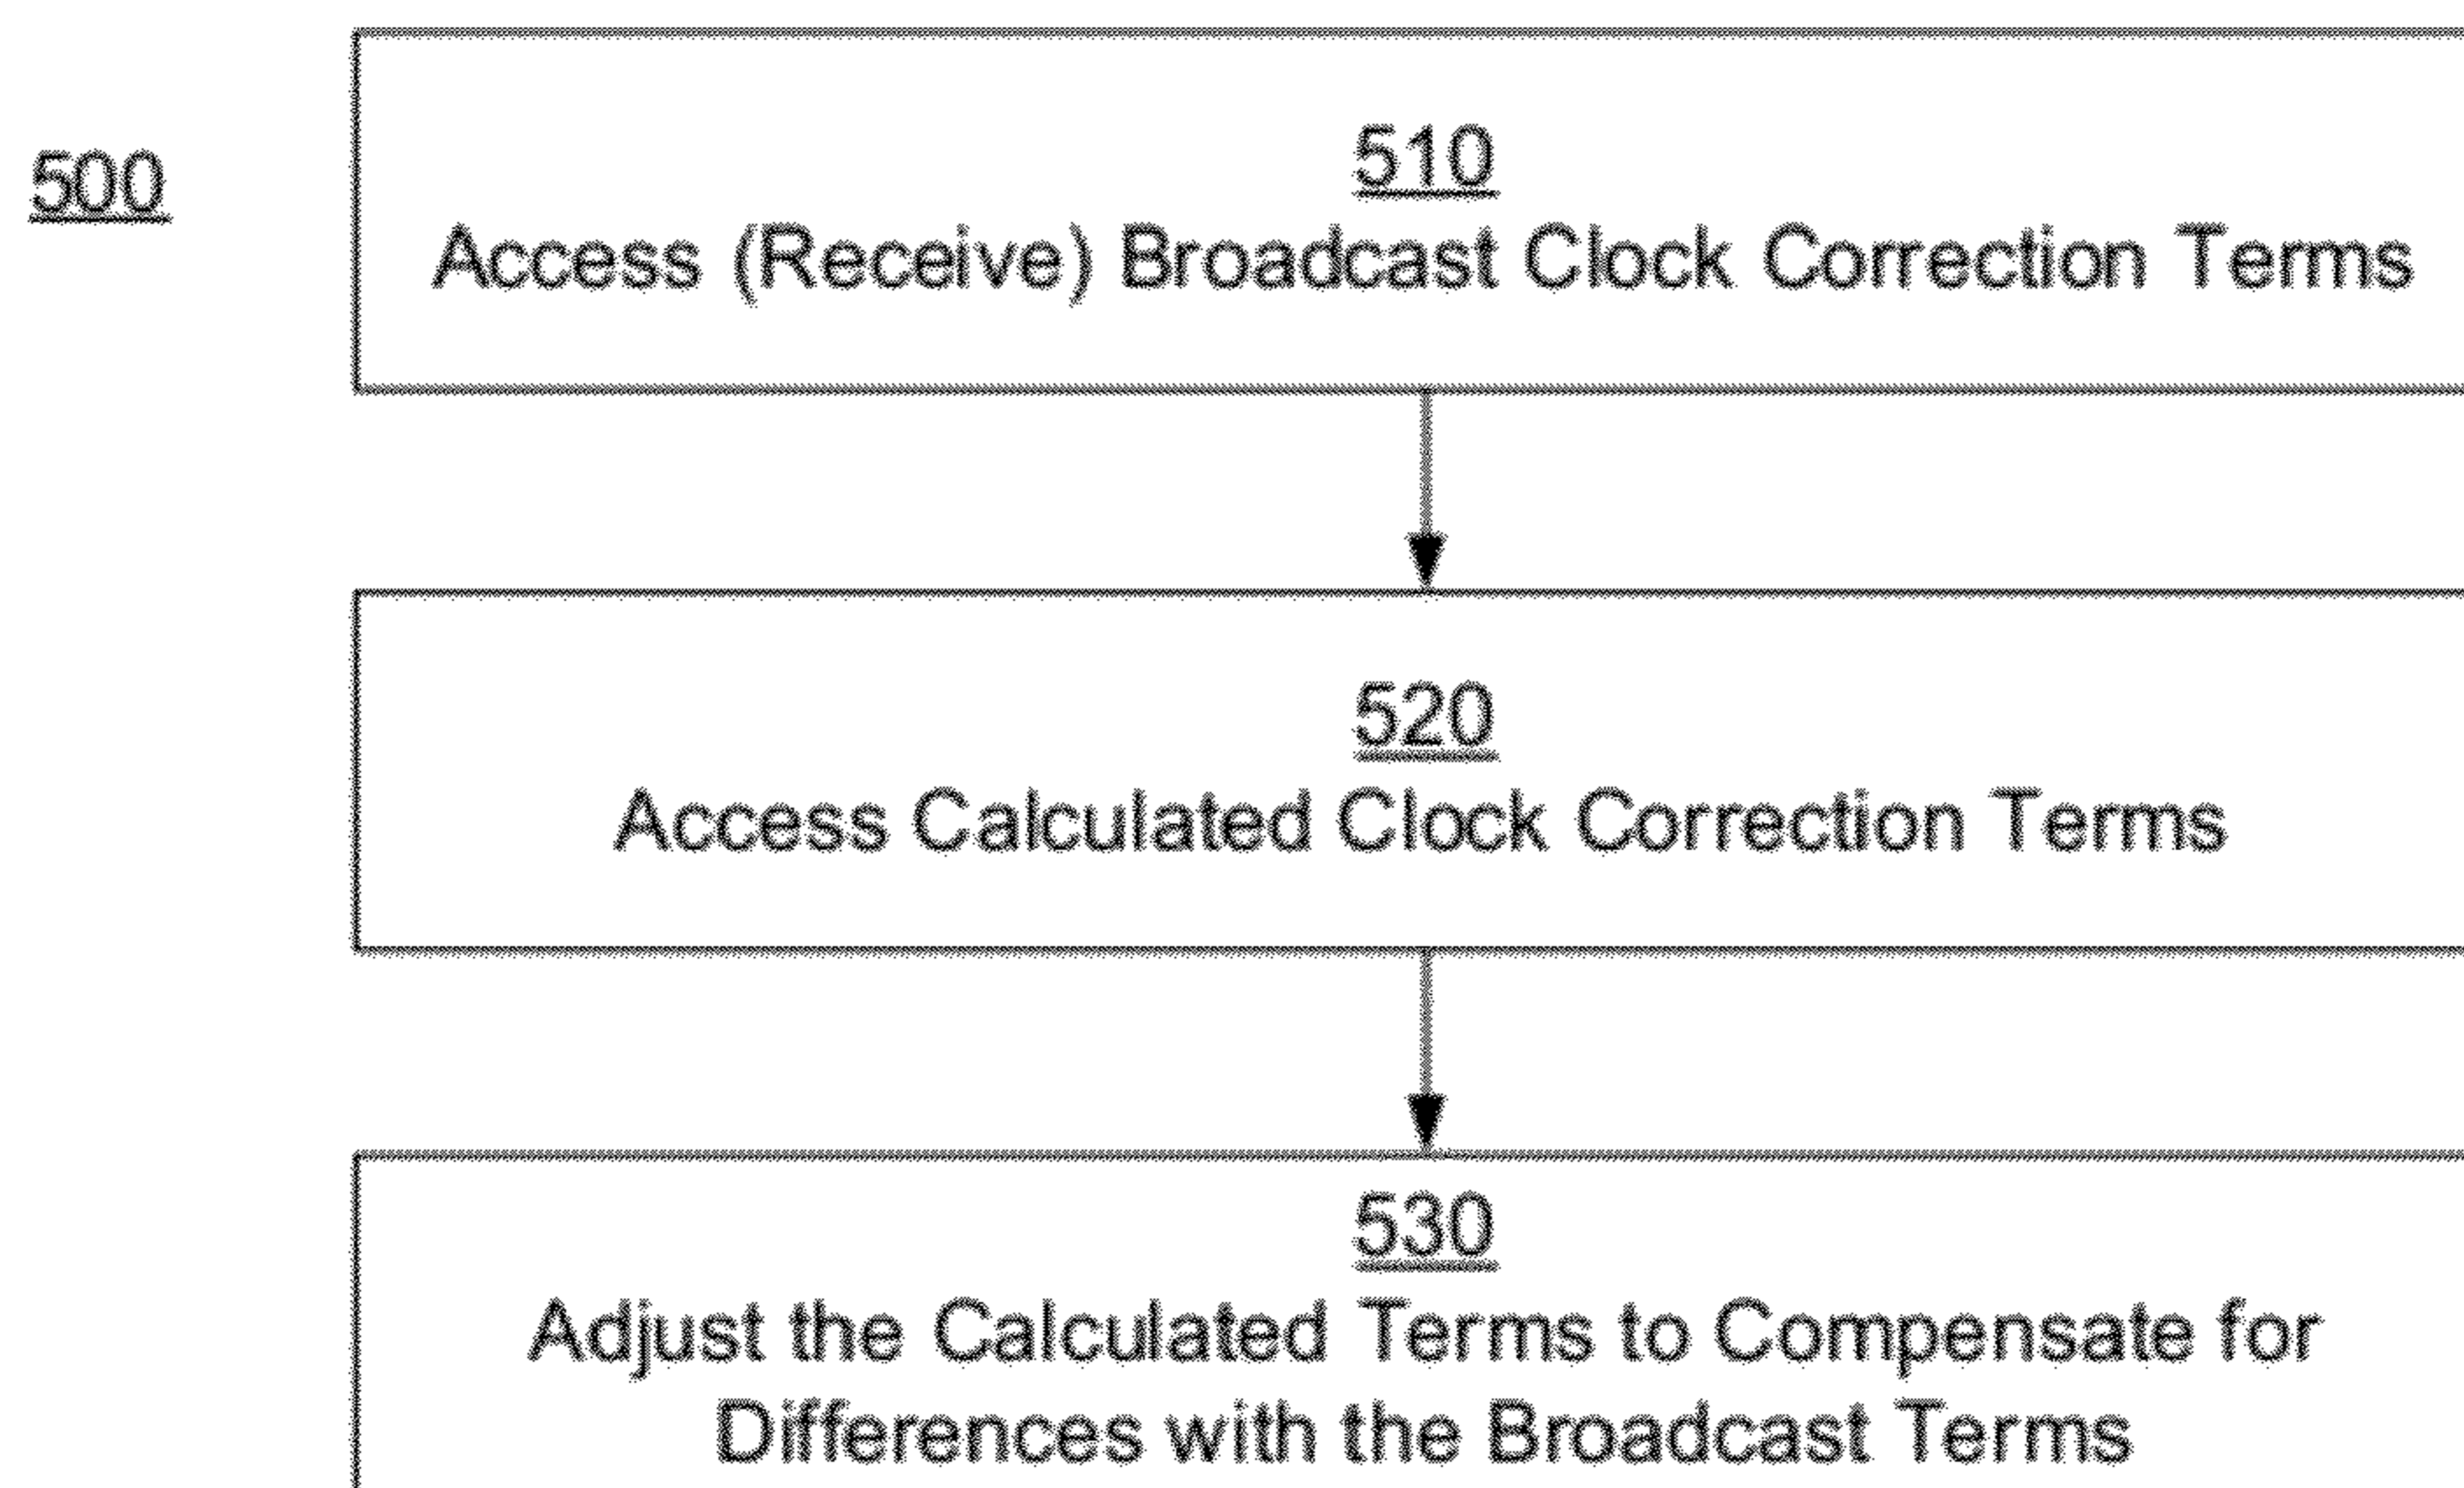 500
510
Access (Receive) Broadcast Clock Correction Terms
520
Access Calculated Clock Correction Terms
530
Adjust the Calculated Terms to Compensate for
Differences with the Broadcast Terms